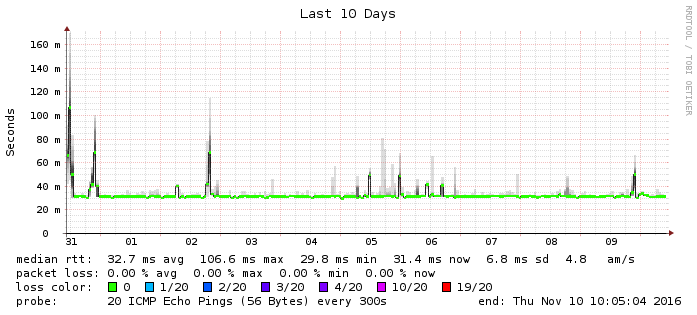 Last 10 Days
RRDTOOL / TOBI OETIKER
Seconds
160 m
140 m
120 m
100 m
80 m
60 m
40 m
20 m
0
31 01 02 03 04 05 06 07 08 09
median rtt: 32.7 ms avg 106.6 ms max 29.8 ms min 31.4 ms now 6.8 ms sd 4.8 am/s
packet loss: 0.00 % avg 0.00 % max 0.00 % min 0.00 % now
loss color: 0 1/20 2/20 3/20 4/20 10/20 19/20
probe: 20 ICMP Echo Pings (56 Bytes) every 300s end: Thu Nov 10 10:05:04 2016